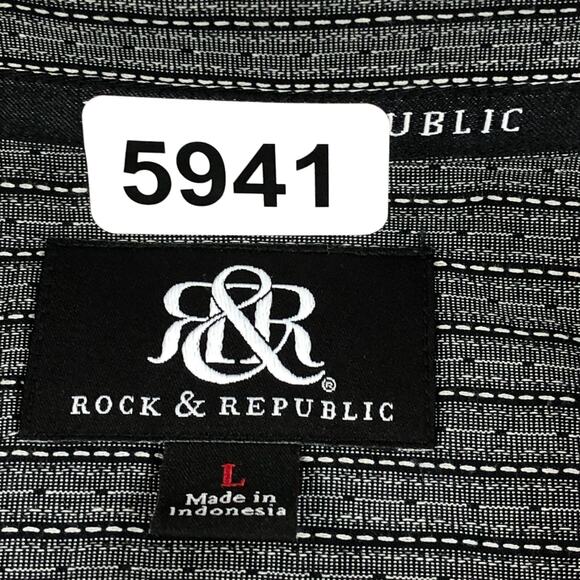 UBLIC
5941
R&R®
ROCK & REPUBLIC
L
Made in
Indonesia